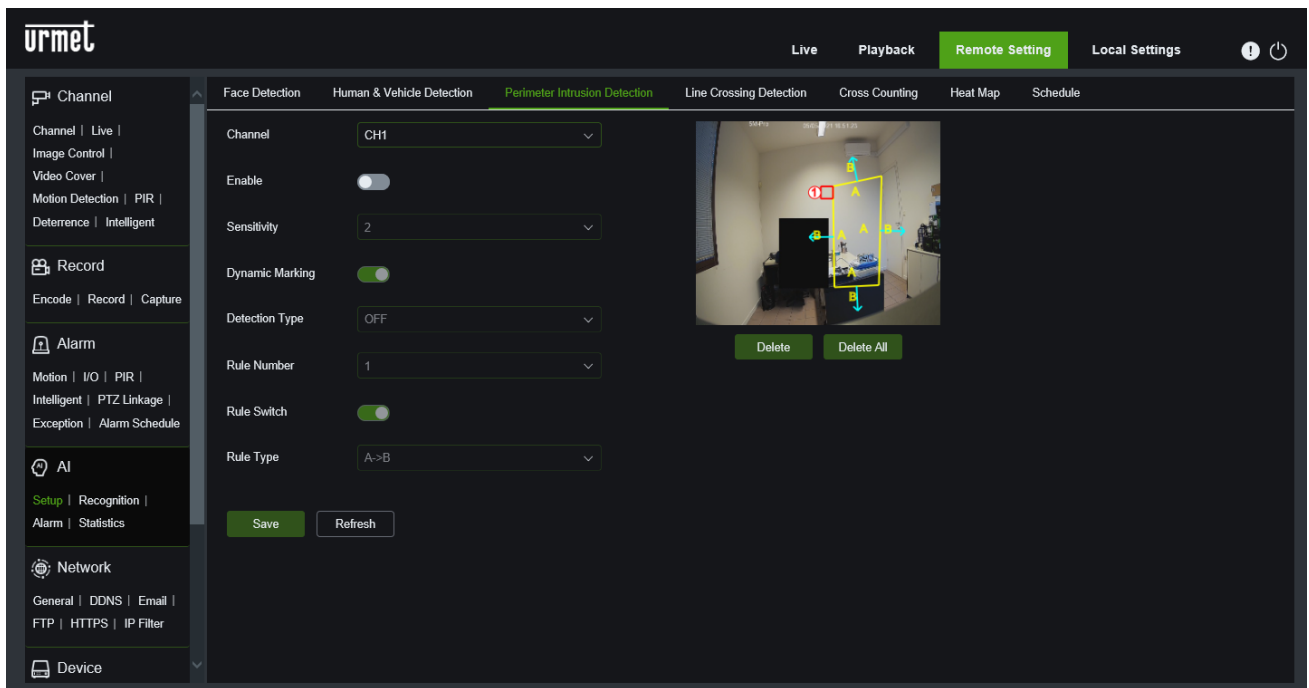 urmet
Live Playback Remote Setting Local Settings
Channel
Channel | Live |
Image Control |
Video Cover |
Motion Detection | PIR |
Deterrence | Intelligent
Record
Encode | Record | Capture
Alarm
Motion | I/O | PIR |
Intelligent | PTZ Linkage |
Exception | Alarm Schedule
AI
Setup | Recognition |
Alarm | Statistics
Network
General | DDNS | Email |
FTP | HTTPS | IP Filter
Device
Face Detection Human & Vehicle Detection Perimeter Intrusion Detection Line Crossing Detection Cross Counting Heat Map Schedule
Channel CH1
Enable
Sensitivity 2
Dynamic Marking
Detection Type OFF
Rule Number 1
Rule Switch
Rule Type A->B
Save Refresh
B
1 A
B A A B
A
B
Delete Delete All